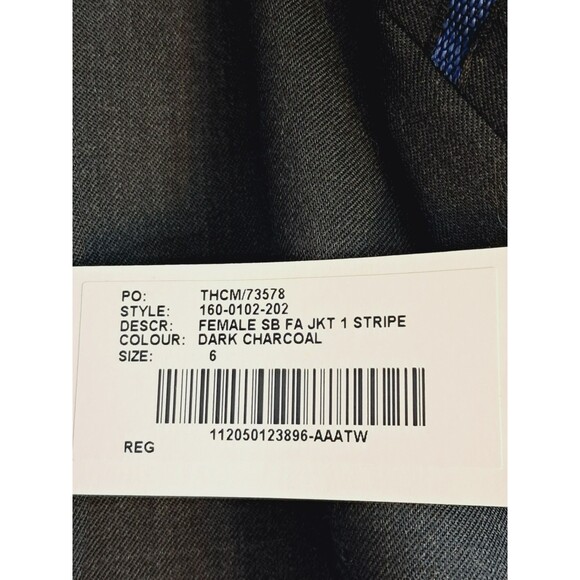 PO: THCM/73578
STYLE: 160-0102-202
DESCR: FEMALE SB FA JKT 1 STRIPE
COLOUR: DARK CHARCOAL
SIZE: 6
112050123896-AAATW
REG